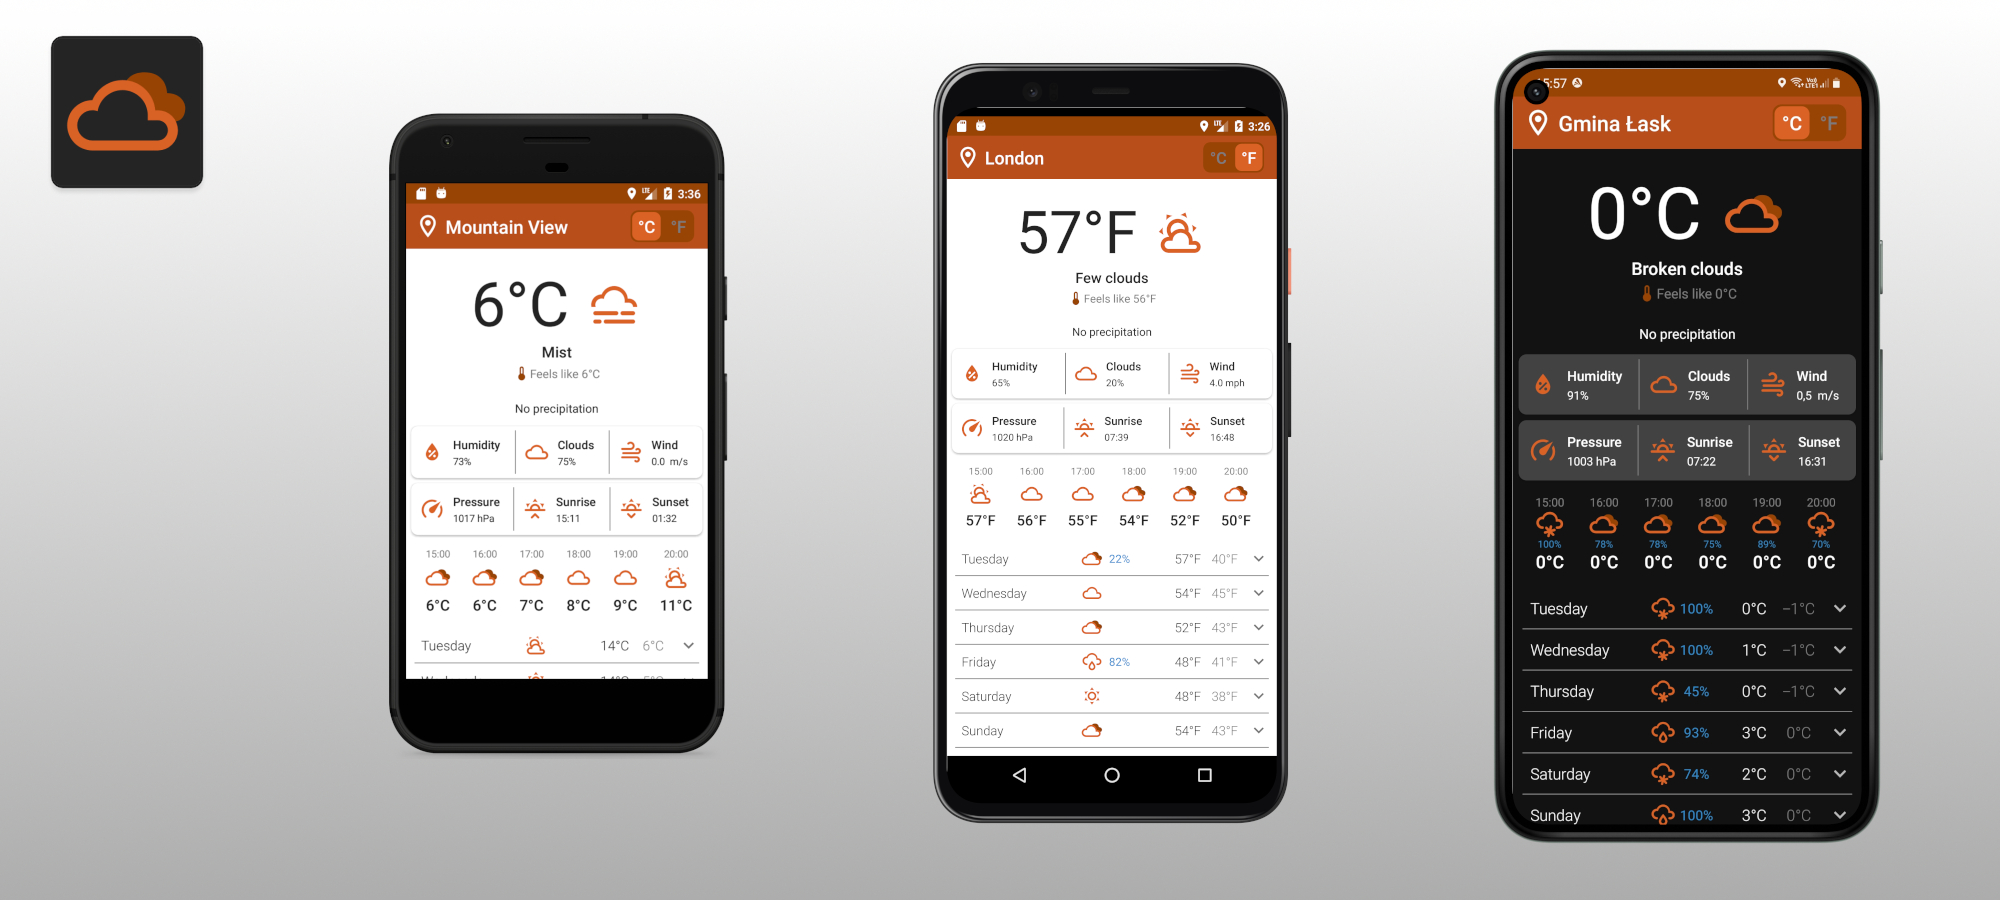 3:36
Mountain View
°C °F
6°C
Mist
Feels like 6°C
No precipitation
Humidity Clouds Wind
73% 75% 0.0 m/s
Pressure Sunrise Sunset
1017 hPa 15:11 01:32
15:00 16:00 17:00 18:00 19:00 20:00
6°C 6°C 7°C 8°C 9°C 11°C
Tuesday 14°C 6°C
LTE 3:26
London
°C °F
57°F
Few clouds
Feels like 56°F
No precipitation
Humidity Clouds Wind
65% 20% 4.0 mph
Pressure Sunrise Sunset
1020 hPa 07:39 16:48
15:00 16:00 17:00 18:00 19:00 20:00
57°F 56°F 55°F 54°F 52°F 50°F
Tuesday 22% 57°F 40°F
Wednesday 54°F 45°F
Thursday 52°F 43°F
Friday 82% 48°F 41°F
Saturday 48°F 38°F
Sunday 54°F 43°F
5:57
Gmina Łask
°C °F
0°C
Broken clouds
Feels like 0°C
No precipitation
Humidity Clouds Wind
91% 75% 0,5 m/s
Pressure Sunrise Sunset
1003 hPa 07:22 16:31
15:00 16:00 17:00 18:00 19:00 20:00
100% 78% 78% 75% 89% 70%
0°C 0°C 0°C 0°C 0°C 0°C
Tuesday 100% 0°C −1°C
Wednesday 100% 1°C −1°C
Thursday 45% 0°C −1°C
Friday 93% 3°C 0°C
Saturday 74% 2°C 0°C
Sunday 100% 3°C 0°C